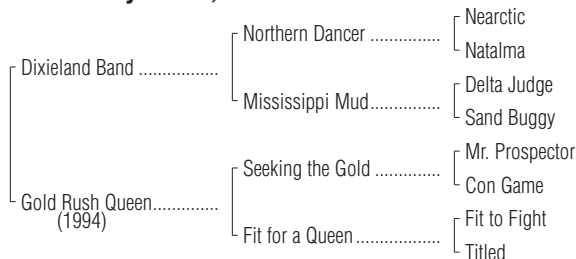 Dixieland Band ................
Northern Dancer ..............
Nearctic
Natalma
Mississippi Mud..............
Delta Judge
Sand Buggy
Gold Rush Queen.............
(1994)
Seeking the Gold .............
Mr. Prospector
Con Game
Fit for a Queen .................
Fit to Fight
Titled